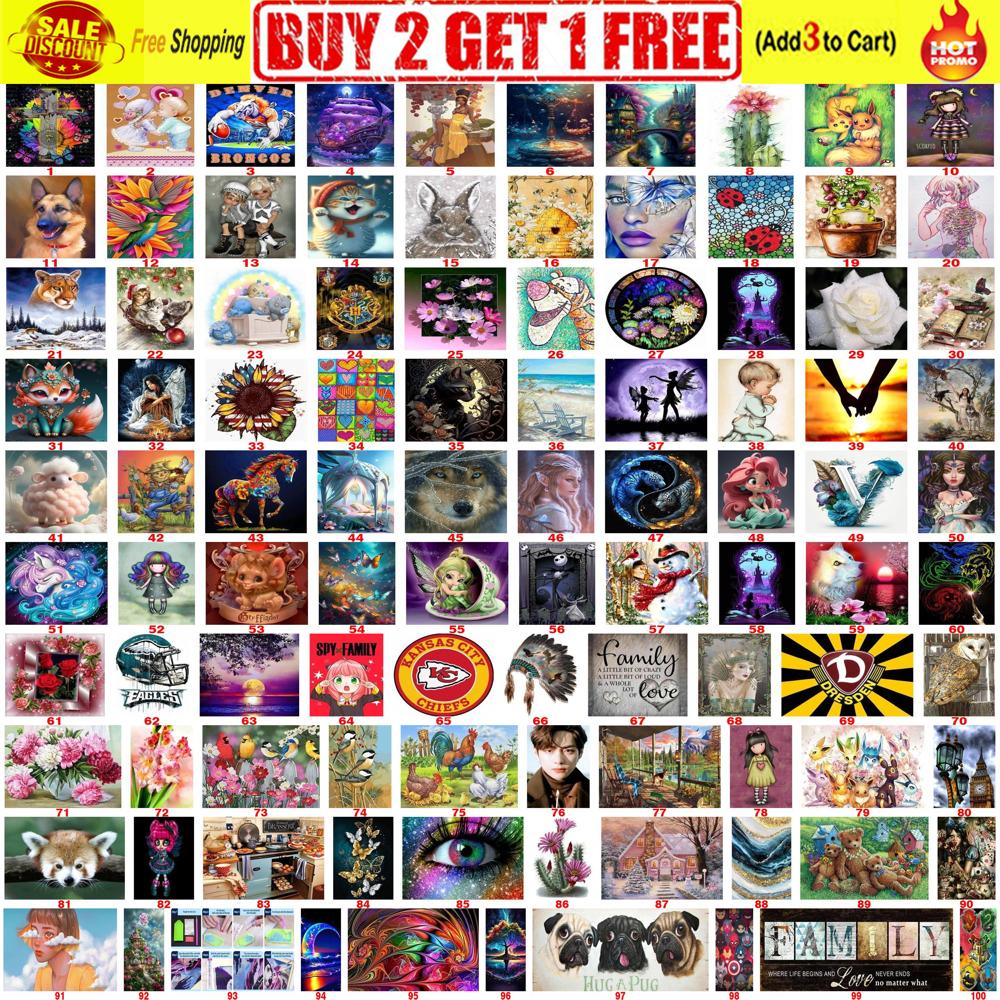 SALE
DISCOUNT
Free Shopping
BUY 2 GET 1 FREE
(Add 3 to Cart)
HOT
PROMO
DENVER
BRONCOS
SCORPIO
1 2 3 4 5 6 7 8 9 10
11 12 13 14 15 16 17 18 19 20
21 22 23 24 25 26 27 28 29 30
31 32 33 34 35 36 37 38 39 40
41 42 43 44 45 46 47 48 49 50
Gryffindor
51 52 53 54 55 56 57 58 59 60
EAGLES
SPY×FAMILY
KANSAS CITY
CHIEFS
family
A LITTLE BIT OF CRAZY
A LITTLE BIT OF LOUD
& A WHOLE
LOT
OF
love
D
DRESDEN
61 62 63 64 65 66 67 68 69 70
71 72 73 74 75 76 77 78 79 80
81 82 83 84 85 86 87 88 89 90
HUG A PUG
FAMILY
WHERE LIFE BEGINS AND Love NEVER ENDS
no matter what
91 92 93 94 95 96 97 98 99 100